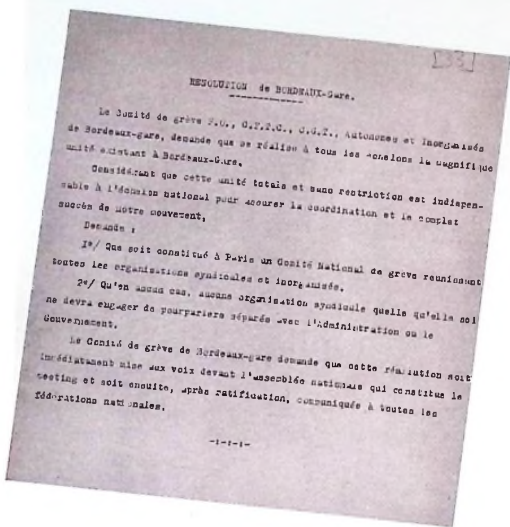 [33]
RESOLUTION de BORDEAUX-Gare.
Le Comité de grève F.O., C.F.T.C., C.G.T., Autonomes et Inorganisés
de Bordeaux-gare, demande que se réalise à tous les échelons la magnifique
unité existant à Bordeaux-Gare.
Considérant que cette unité totale et sans restriction est indispen-
sable à l'échelon national pour assurer la coordination et le complet
succès de notre mouvement,
Demande :
1°/ Que soit constitué à Paris un Comité National de grève réunissant
toutes les organisations syndicales et inorganisés.
2°/ Qu'en aucun cas, aucune organisation syndicale quelle qu'elle soi
ne devra engager de pourparlers séparés avec l'Administration ou le
Gouvernement.
Le Comité de grève de Bordeaux-gare demande que cette résolution soit
immédiatement mise aux voix devant l'assemblée nationale qui constitue le
meeting et soit ensuite, après ratification, communiquée à toutes les
fédérations nationales.
-:-:-:-